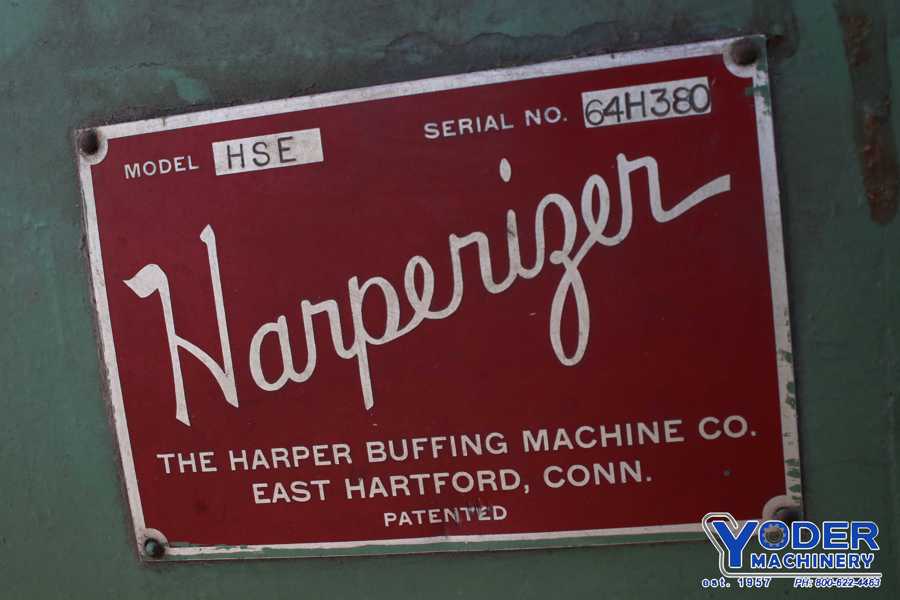 MODEL HSE SERIAL NO. 64H380
Harperizer
THE HARPER BUFFING MACHINE CO.
EAST HARTFORD, CONN.
PATENTED
YODER
MACHINERY
est. 1957 PH: 800-622-4463